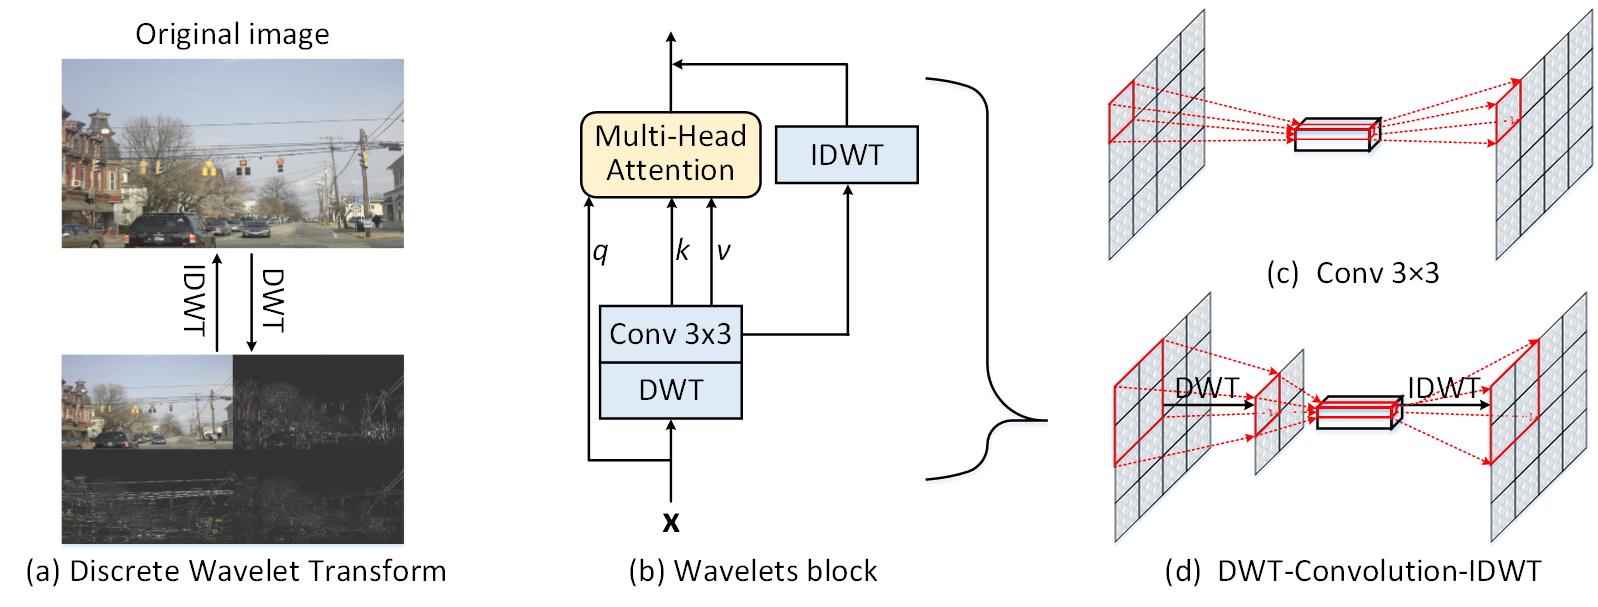 Original image
IDWT
DWT
(a) Discrete Wavelet Transform
Multi-Head
Attention
IDWT
q
k
v
Conv 3x3
DWT
x
(b) Wavelets block
(c) Conv 3×3
DWT
IDWT
(d) DWT-Convolution-IDWT